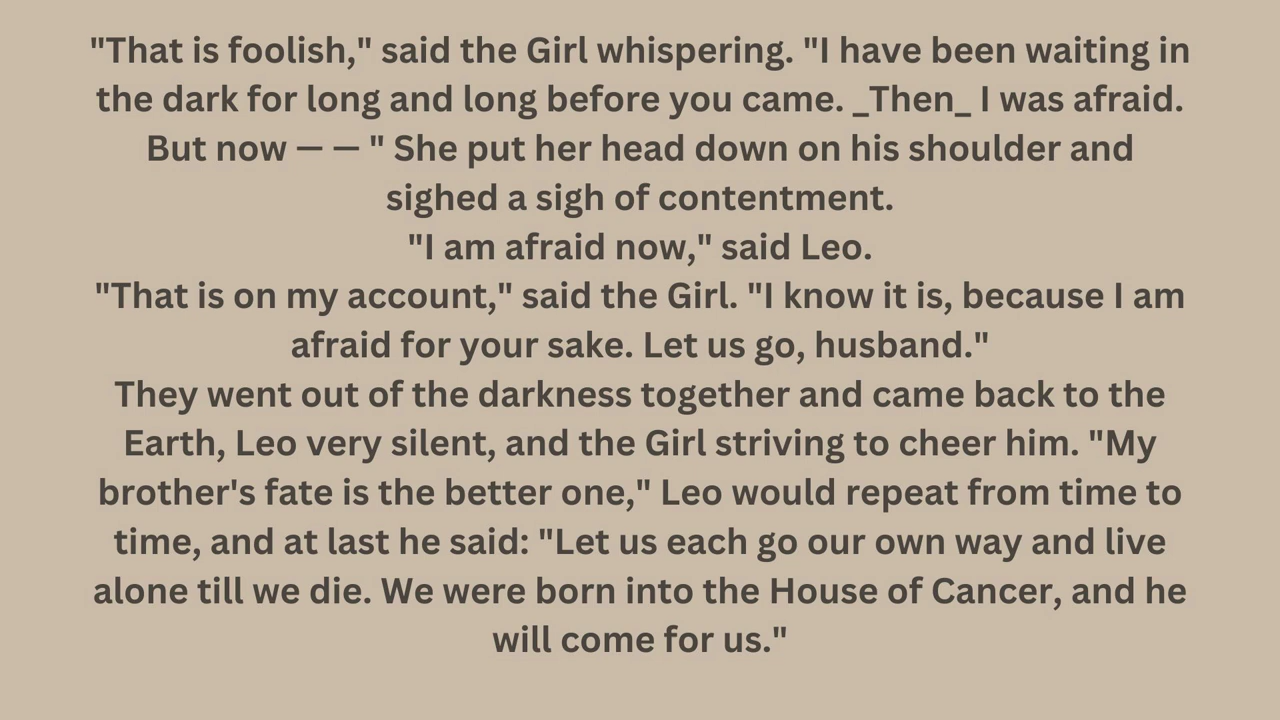 "That is foolish," said the Girl whispering. "I have been waiting in
the dark for long and long before you came. _Then_ I was afraid.
But now — — " She put her head down on his shoulder and
sighed a sigh of contentment.
"I am afraid now," said Leo.
"That is on my account," said the Girl. "I know it is, because I am
afraid for your sake. Let us go, husband."
They went out of the darkness together and came back to the
Earth, Leo very silent, and the Girl striving to cheer him. "My
brother's fate is the better one," Leo would repeat from time to
time, and at last he said: "Let us each go our own way and live
alone till we die. We were born into the House of Cancer, and he
will come for us."